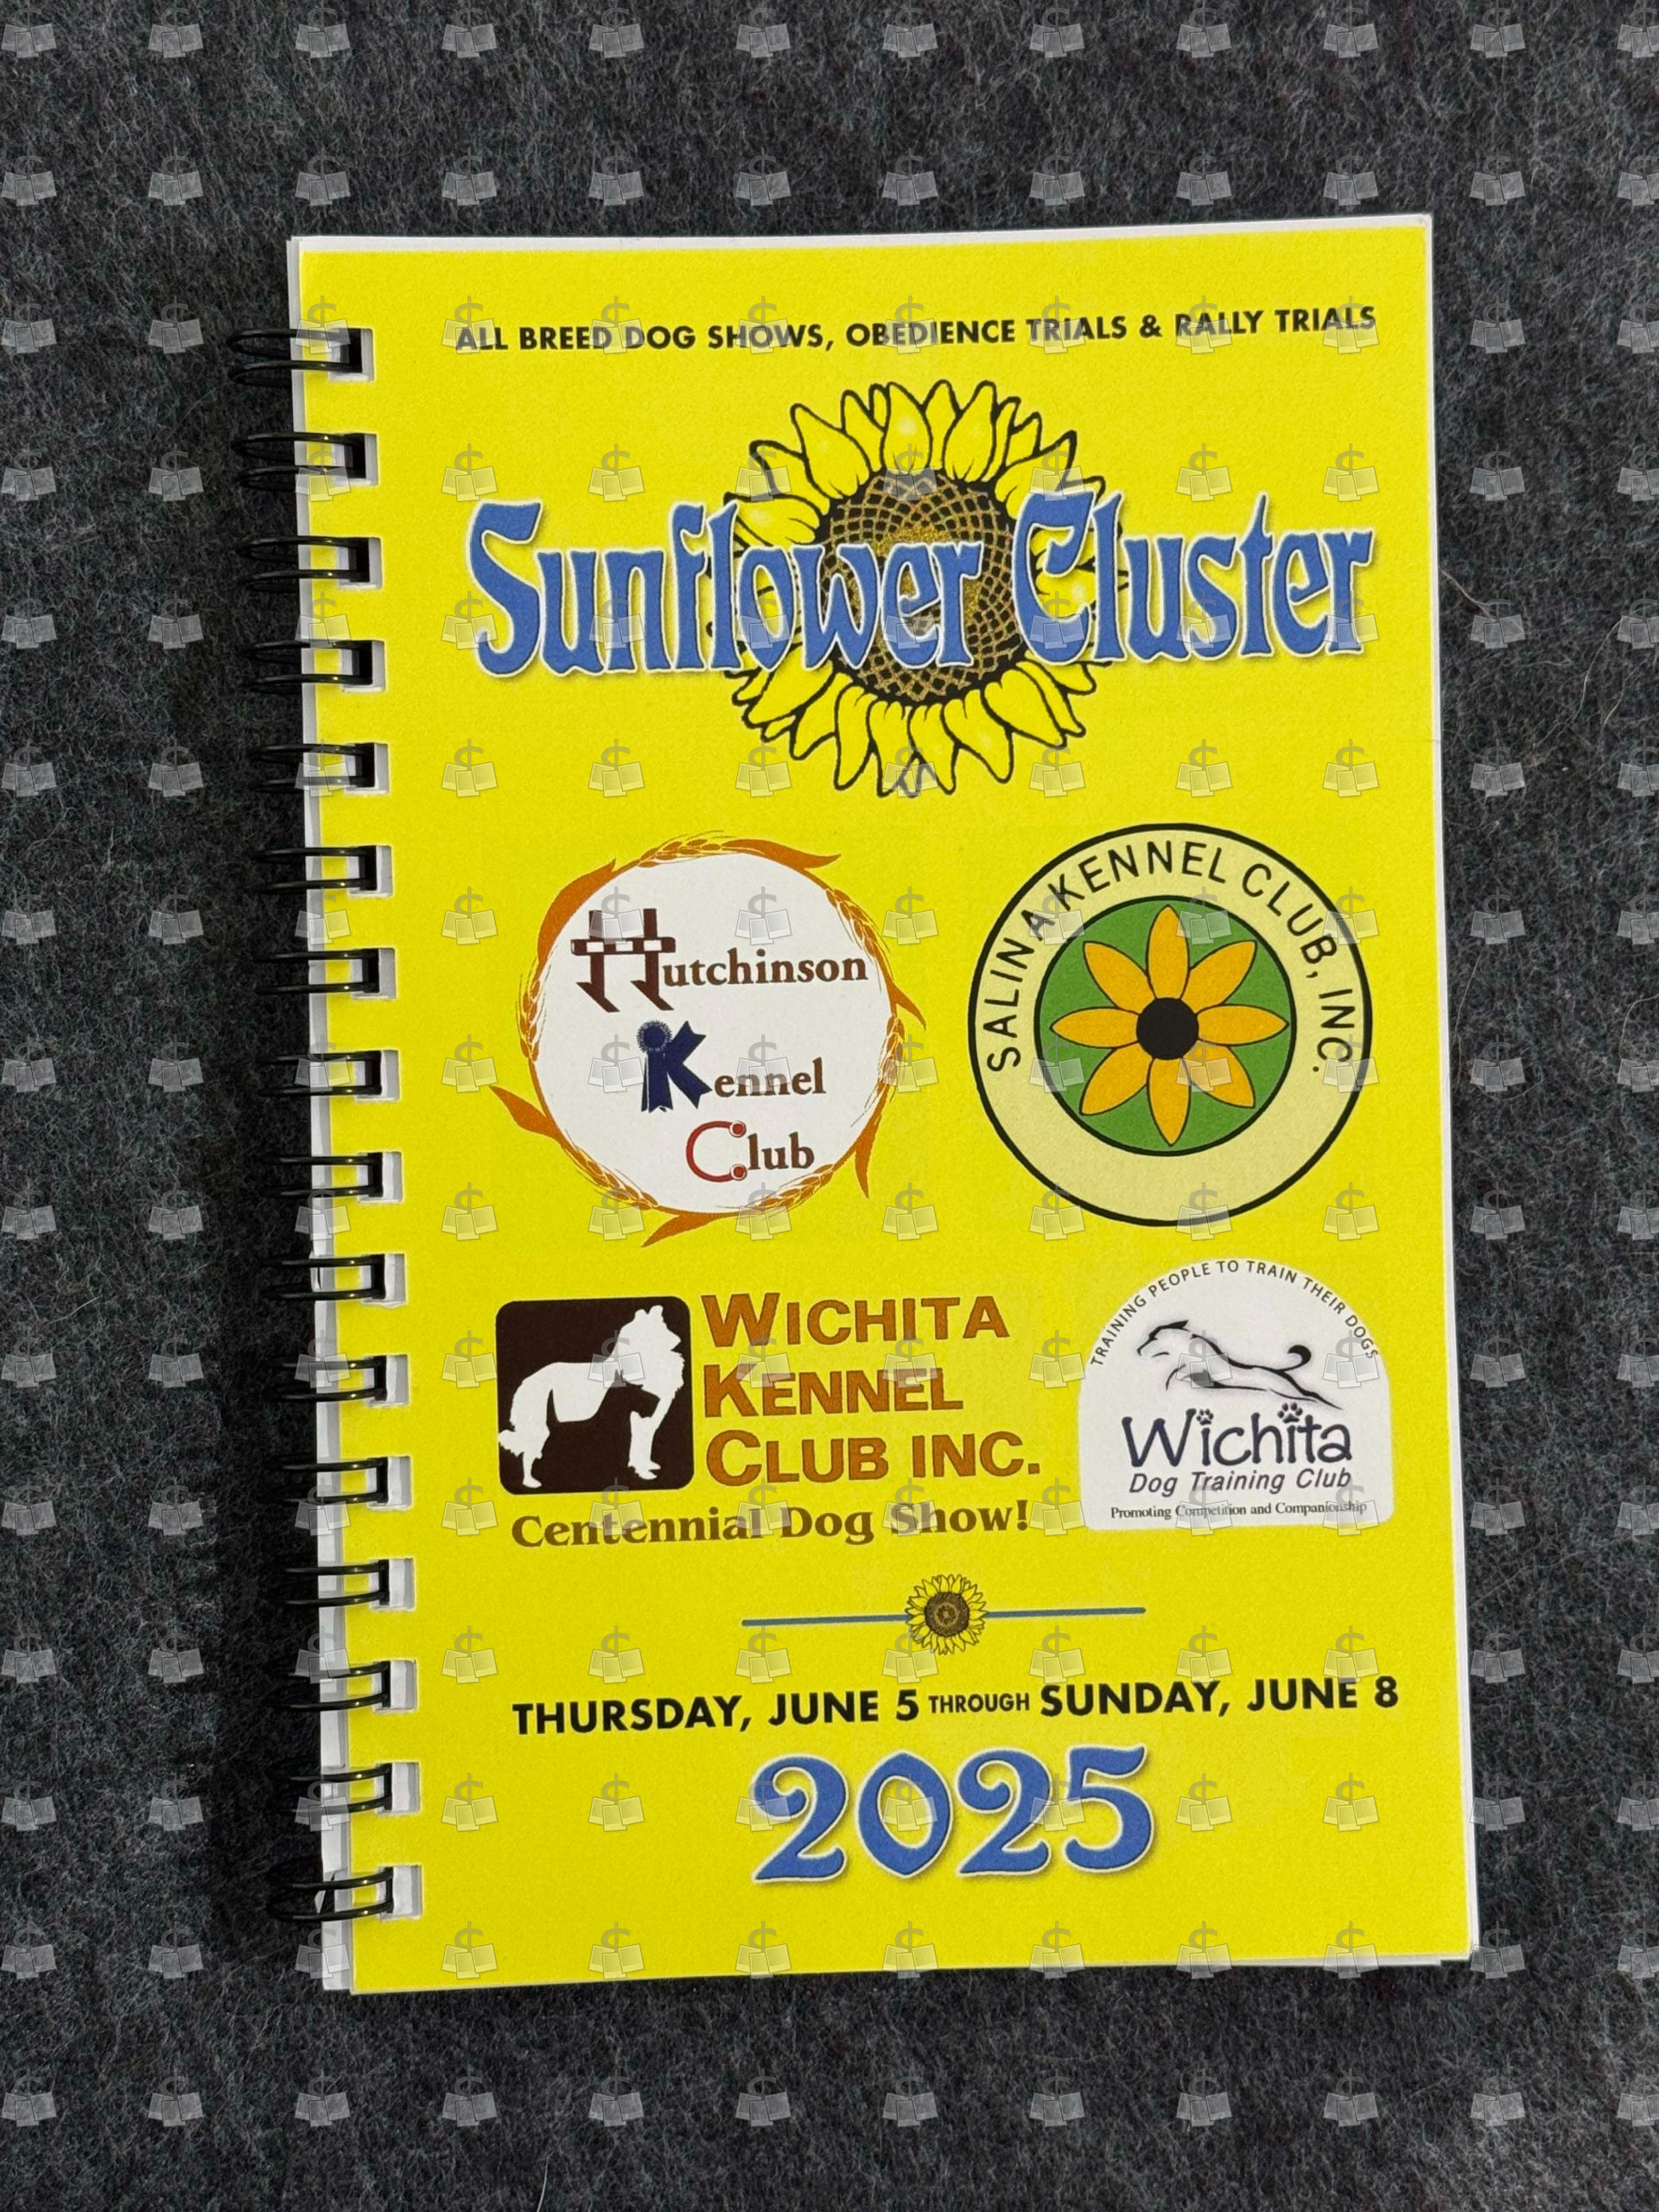 ALL BREED DOG SHOWS, OBEDIENCE TRIALS & RALLY TRIALS
Sunflower Cluster
Hutchinson
Kennel
Club
SALINA KENNEL CLUB, INC.
WICHITA
KENNEL
CLUB INC.
Centennial Dog Show!
TRAINING PEOPLE TO TRAIN THEIR DOGS
Wichita
Dog Training Club
Promoting Competition and Companionship
THURSDAY, JUNE 5 THROUGH SUNDAY, JUNE 8
2025